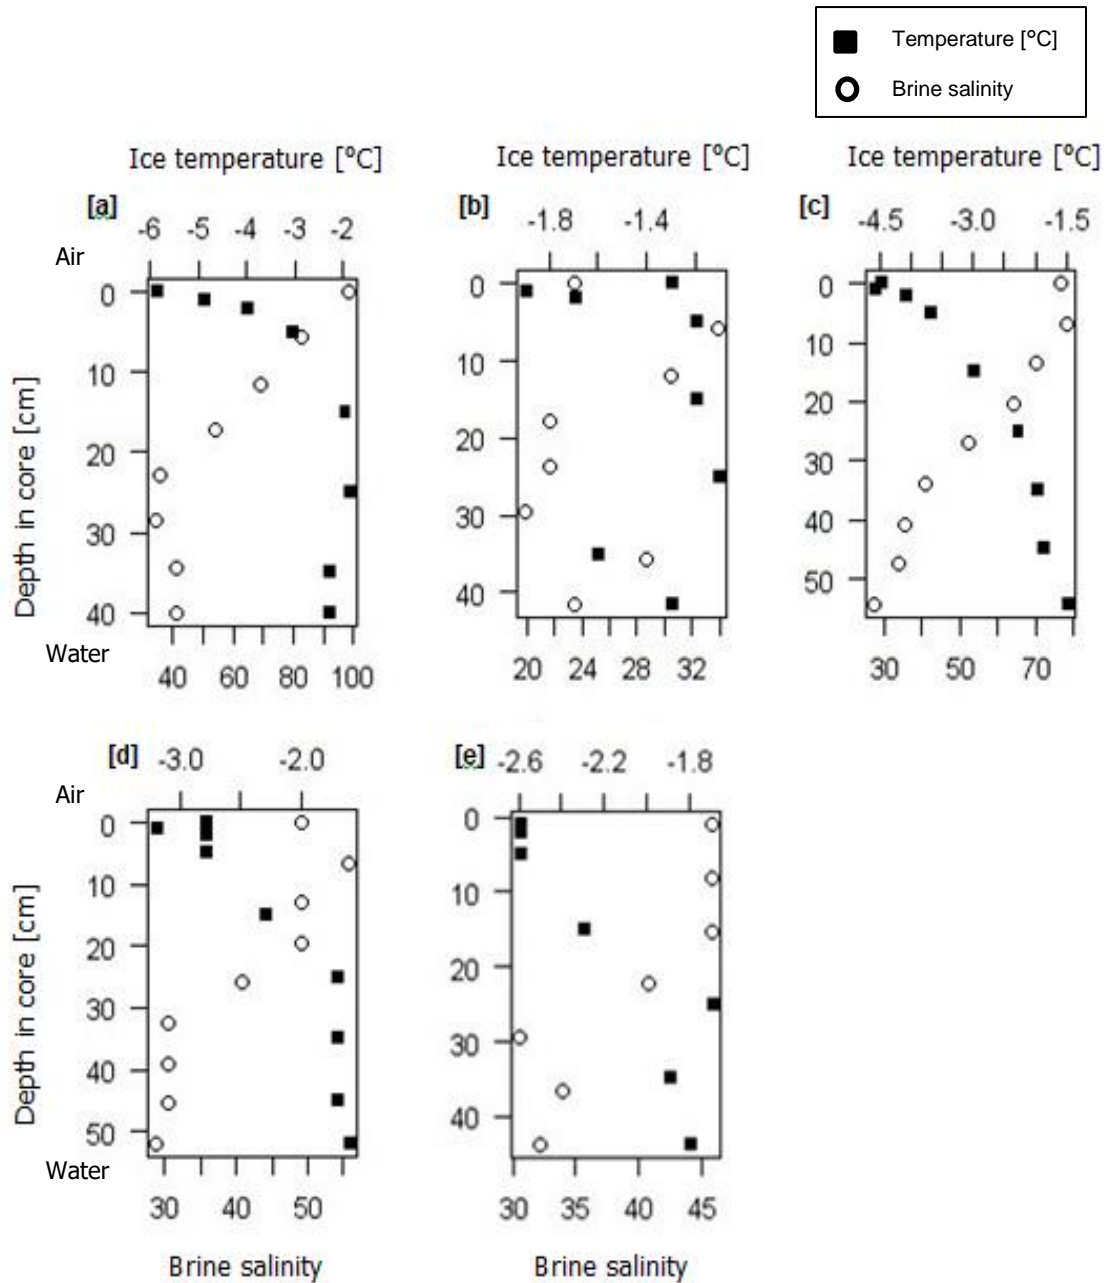 Temperature [°C]
Brine salinity
Ice temperature [°C] Ice temperature [°C] Ice temperature [°C]
[a] [b] [c]
-6 -5 -4 -3 -2 -1.8 -1.4 -4.5 -3.0 -1.5
Air
0 10 20 30 40
0 10 20 30 40
0 10 20 30 40 50
Depth in core [cm]
Water
40 60 80 100 20 24 28 32 30 50 70
[d] -3.0 -2.0 [e] -2.6 -2.2 -1.8
Air
0 10 20 30 40 50
0 10 20 30 40
Depth in core [cm]
Water
30 40 50 30 35 40 45
Brine salinity Brine salinity